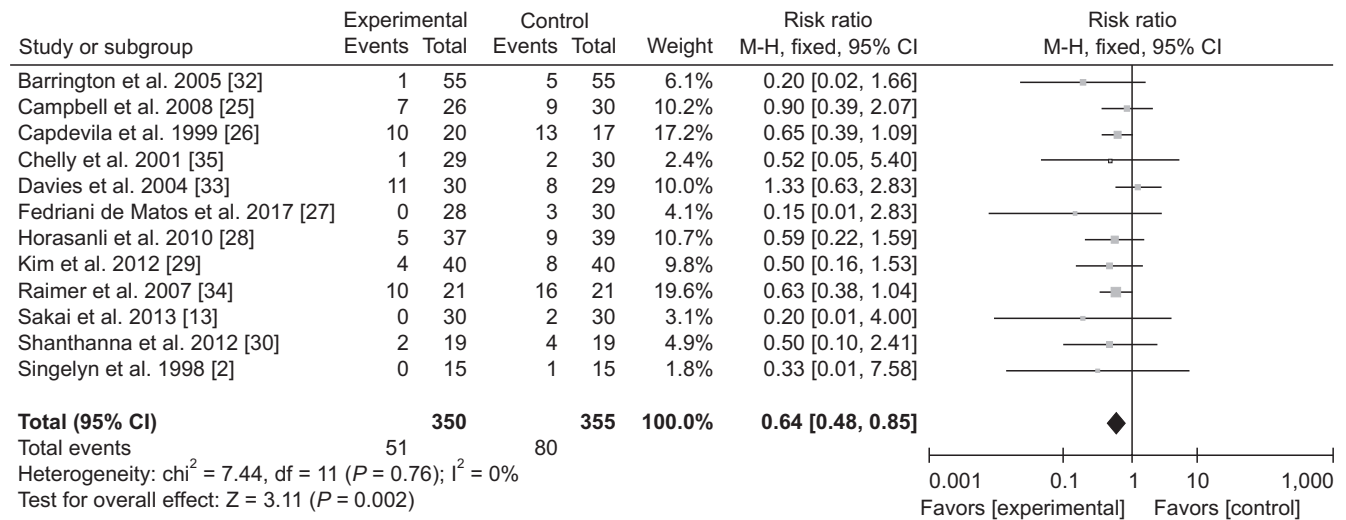 Experimental Control Risk ratio Risk ratio
Study or subgroup Events Total Events Total Weight M-H, fixed, 95% CI M-H, fixed, 95% CI
Barrington et al. 2005 [32] 1 55 5 55 6.1% 0.20 [0.02, 1.66]
Campbell et al. 2008 [25] 7 26 9 30 10.2% 0.90 [0.39, 2.07]
Capdevila et al. 1999 [26] 10 20 13 17 17.2% 0.65 [0.39, 1.09]
Chelly et al. 2001 [35] 1 29 2 30 2.4% 0.52 [0.05, 5.40]
Davies et al. 2004 [33] 11 30 8 29 10.0% 1.33 [0.63, 2.83]
Fedriani de Matos et al. 2017 [27] 0 28 3 30 4.1% 0.15 [0.01, 2.83]
Horasanli et al. 2010 [28] 5 37 9 39 10.7% 0.59 [0.22, 1.59]
Kim et al. 2012 [29] 4 40 8 40 9.8% 0.50 [0.16, 1.53]
Raimer et al. 2007 [34] 10 21 16 21 19.6% 0.63 [0.38, 1.04]
Sakai et al. 2013 [13] 0 30 2 30 3.1% 0.20 [0.01, 4.00]
Shanthanna et al. 2012 [30] 2 19 4 19 4.9% 0.50 [0.10, 2.41]
Singelyn et al. 1998 [2] 0 15 1 15 1.8% 0.33 [0.01, 7.58]
Total (95% CI) 350 355 100.0% 0.64 [0.48, 0.85]
Total events 51 80
Heterogeneity: chi² = 7.44, df = 11 (P = 0.76); I² = 0%
Test for overall effect: Z = 3.11 (P = 0.002)
0.001 0.1 1 10 1,000
Favors [experimental] Favors [control]